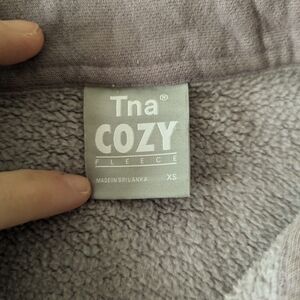 Tna®
COZY
FLEECE
MADE IN SRI LANKA XS